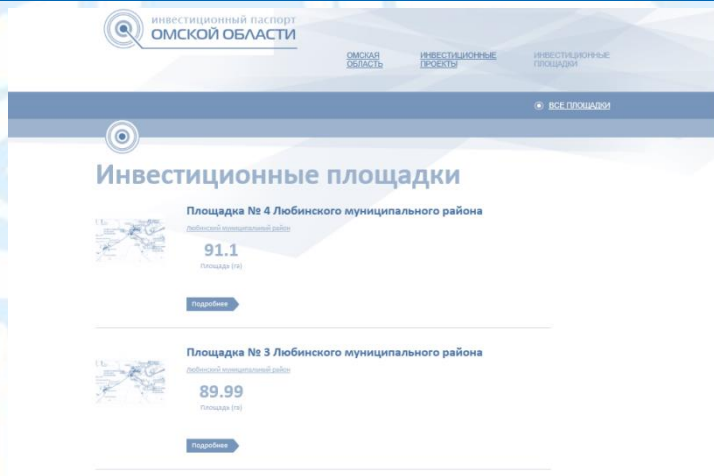 инвестиционный паспорт
ОМСКОЙ ОБЛАСТИ
ОМСКАЯ ОБЛАСТЬ
ИНВЕСТИЦИОННЫЕ ПРОЕКТЫ
ИНВЕСТИЦИОННЫЕ ПЛОЩАДКИ
ВСЕ ПЛОЩАДКИ
Инвестиционные площадки
Площадка № 4 Любинского муниципального района
Любинский муниципальный район
91.1
Площадь (га)
Подробнее
Площадка № 3 Любинского муниципального района
Любинский муниципальный район
89.99
Площадь (га)
Подробнее